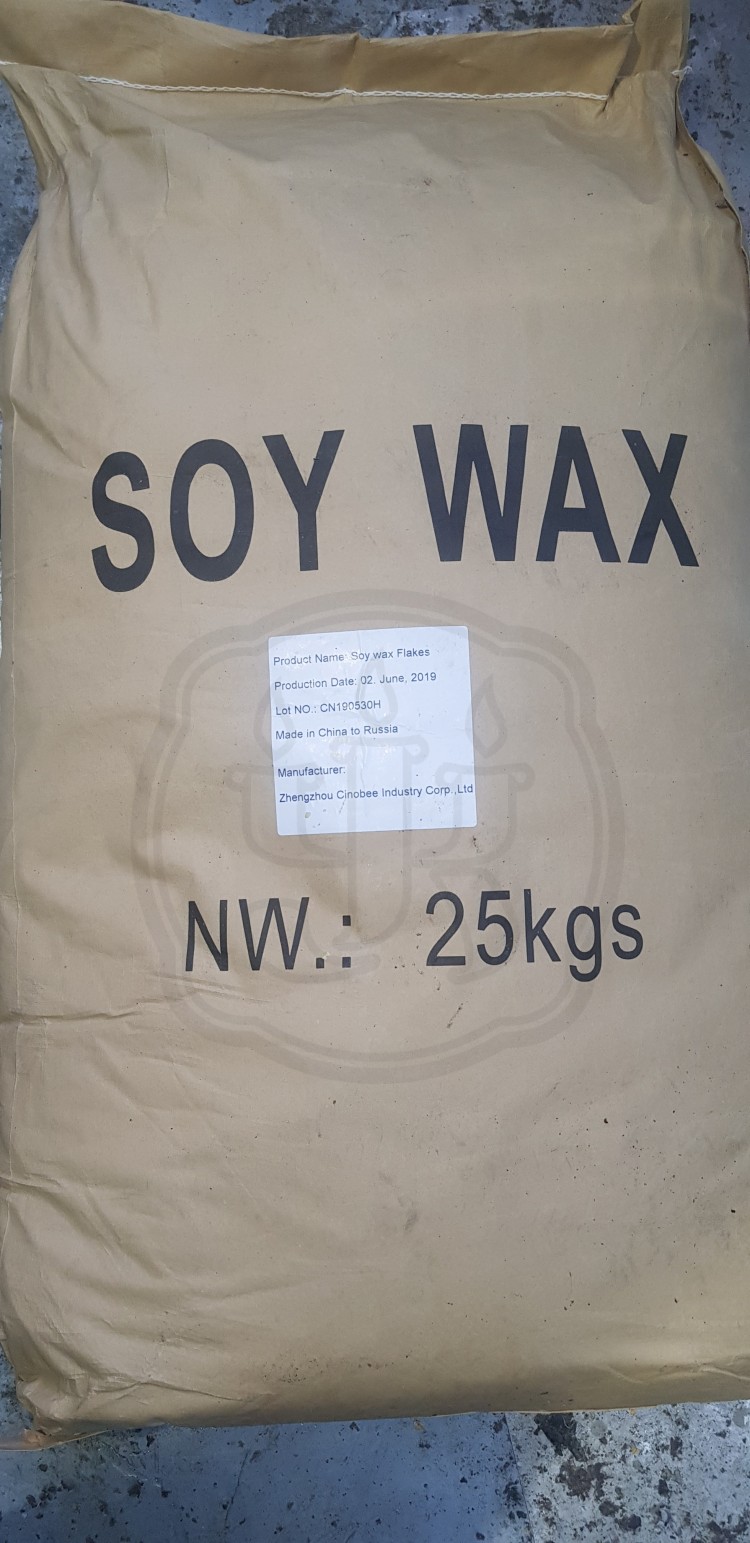 SOY WAX
Product Name: Soy wax Flakes
Production Date: 02. June, 2019
Lot NO.: CN190530H
Made in China to Russia
Manufacturer:
Zhengzhou Cinobee Industry Corp.,Ltd
NW.: 25kgs